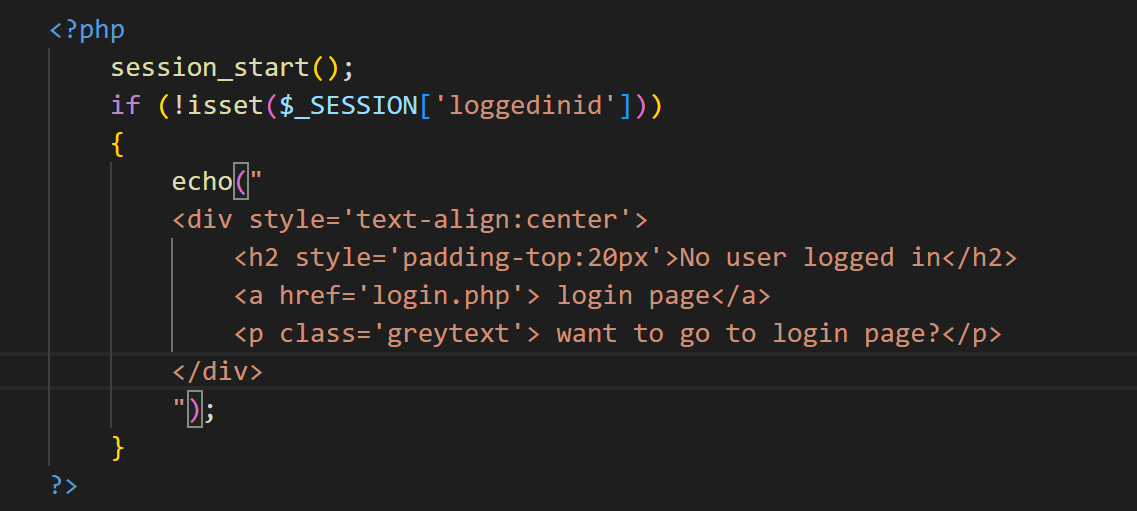 <?php
session_start();
if (!isset($_SESSION['loggedinid']))
{
echo("
<div style='text-align:center'>
<h2 style='padding-top:20px'>No user logged in</h2>
<a href='login.php'> login page</a>
<p class='greytext'> want to go to login page?</p>
</div>
");
}
?>